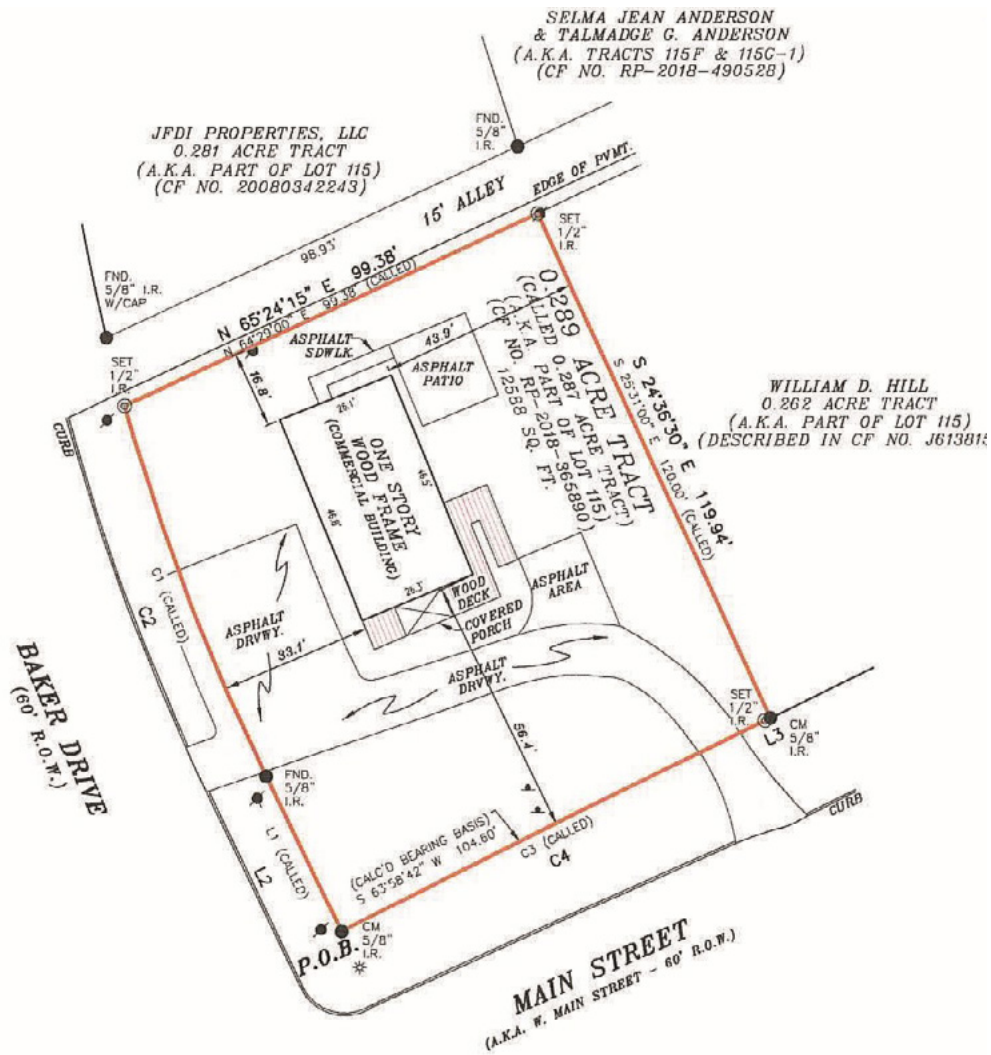 SELMA JEAN ANDERSON
& TALMADGE G. ANDERSON
(A.K.A. TRACTS 115F & 115G-1)
(CF NO. RP-2018-490528)
JFDI PROPERTIES, LLC
0.281 ACRE TRACT
(A.K.A. PART OF LOT 115)
(CF NO. 20080342243)
FND.
5/8"
I.R.
15' ALLEY
EDGE OF PVMT.
98.93'
FND.
5/8" I.R.
W/CAP
SET
1/2"
I.R.
N 65°24'15" E 99.38'
N 64°29'00" E 99.38' (CALLED)
SET
1/2"
I.R.
CURB
16.8'
ASPHALT
SDWLK.
43.9'
ASPHALT
PATIO
0.1289 ACRE TRACT
(CALLED 0.287 ACRE TRACT)
(A.K.A. PART OF LOT 115)
(CF NO. RP-2018-365890)
12588 SQ. FT.
S 24°36'30" E 119.94'
S 25°31'00" E 120.00' (CALLED)
WILLIAM D. HILL
0.262 ACRE TRACT
(A.K.A. PART OF LOT 115)
(DESCRIBED IN CF NO. J613815
26.1'
ONE STORY
WOOD FRAME
(COMMERCIAL BUILDING)
46.5'
46.8'
26.3'
WOOD
DECK
COVERED
PORCH
ASPHALT
AREA
C1 (CALLED)
C2
ASPHALT
DRVWY.
33.1'
ASPHALT
DRVWY.
56.4'
BAKER DRIVE
(60' R.O.W.)
SET
1/2"
I.R.
CM
5/8"
I.R.
L3
FND.
5/8"
I.R.
L1 (CALLED)
L2
(CALC'D BEARING BASIS)
S 63°58'42" W 104.60'
C3 (CALLED)
C4
CURB
CM
5/8"
I.R.
P.O.B.
MAIN STREET
(A.K.A. W. MAIN STREET - 60' R.O.W.)